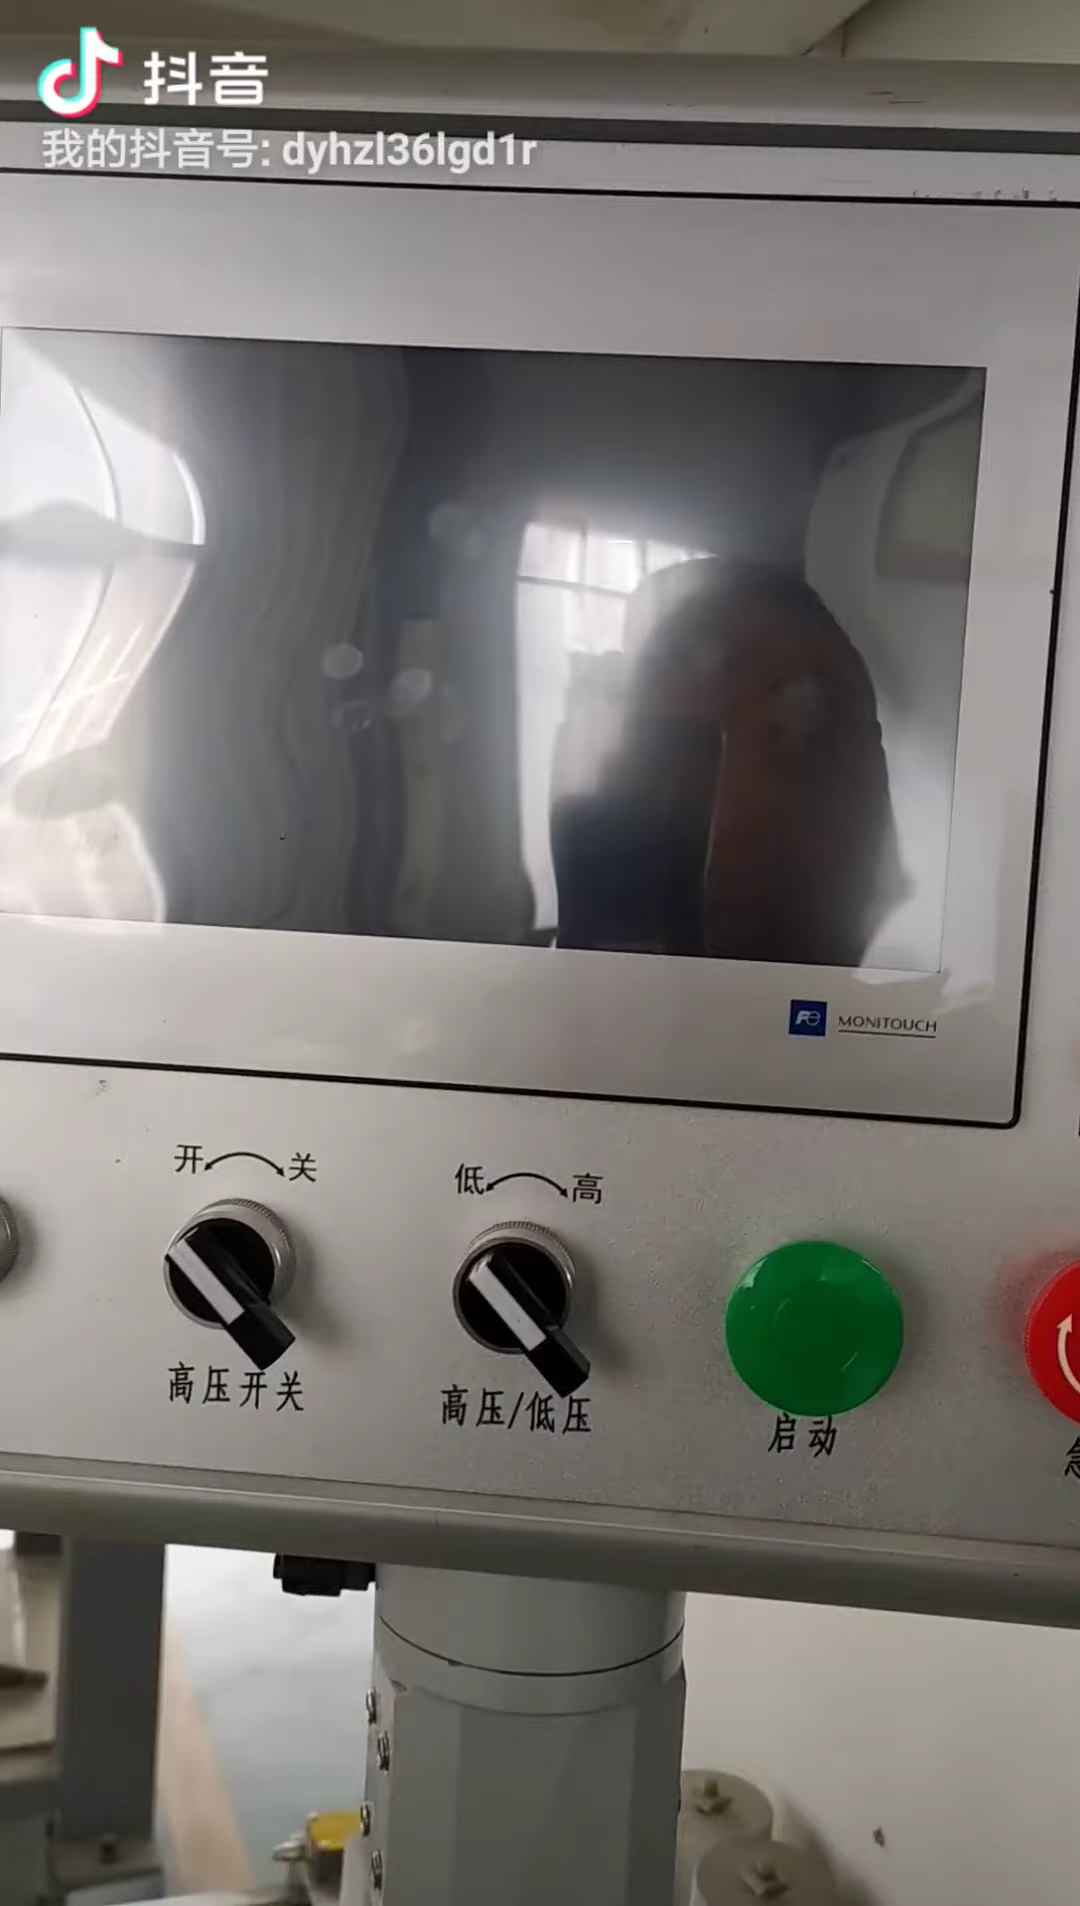 抖音
我的抖音号: dyhzl36lgd1r
Fe MONITOUCH
开 关
低 高
高压开关
高压/低压
启动